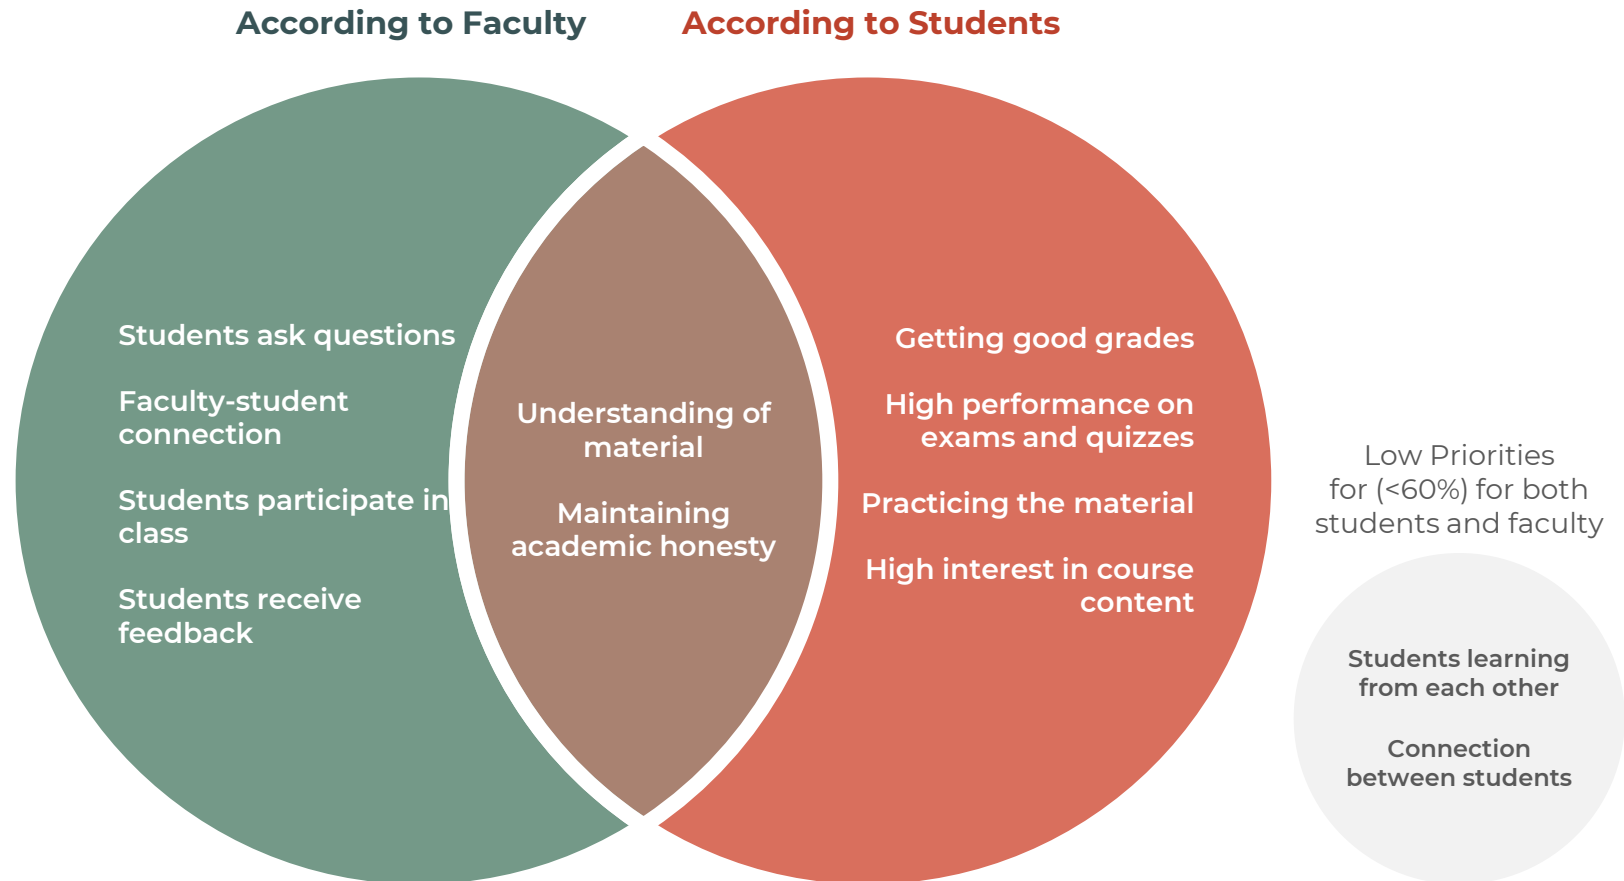 According to Faculty
According to Students
Students ask questions
Faculty-student
connection
Students participate in
class
Students receive
feedback
Understanding of
material
Maintaining
academic honesty
Getting good grades
High performance on
exams and quizzes
Practicing the material
High interest in course
content
Low Priorities
for (<60%) for both
students and faculty
Students learning
from each other
Connection
between students